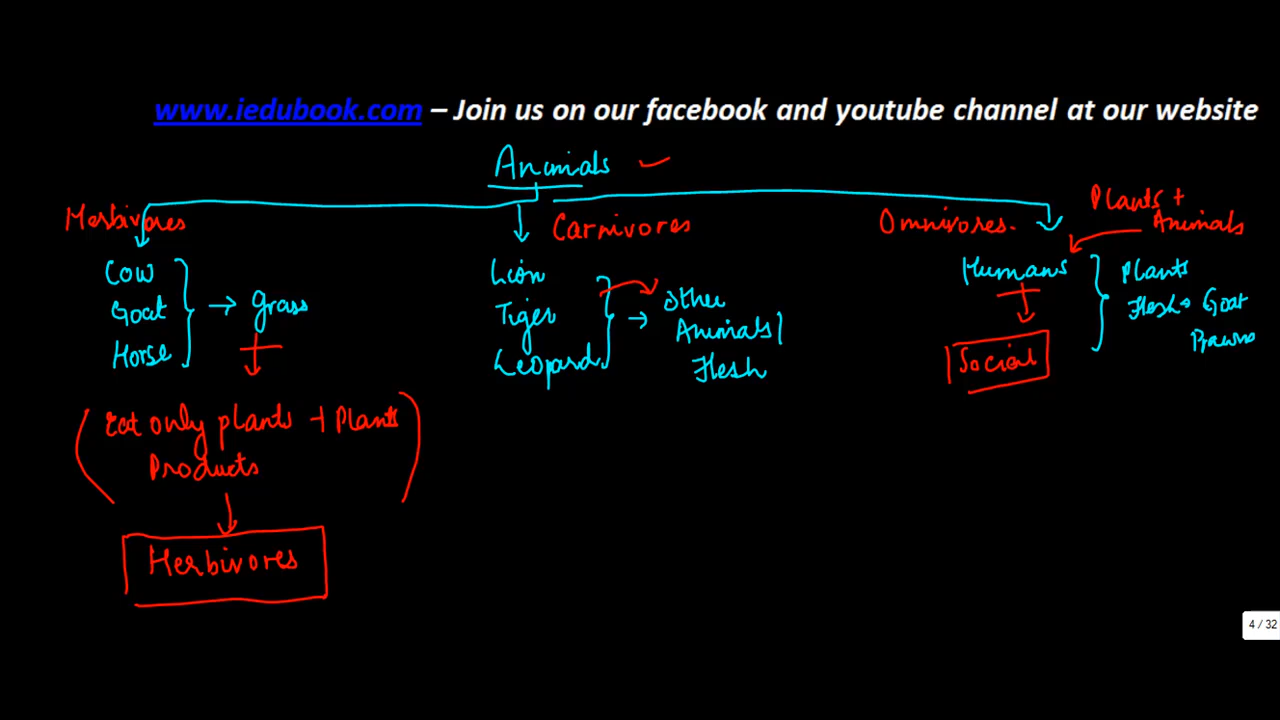 www.iedubook.com – Join us on our facebook and youtube channel at our website
Animals
Herbivores
Cow
Goat
Horse
grass
Eat only plants + Plants
Products
Herbivores
Carnivores
Lion
Tiger
Leopard
Other
Animals/
Flesh
Omnivores.
Plants +
Animals
Humans
Social
Plants
Flesh Goat
Prawns
4 / 32